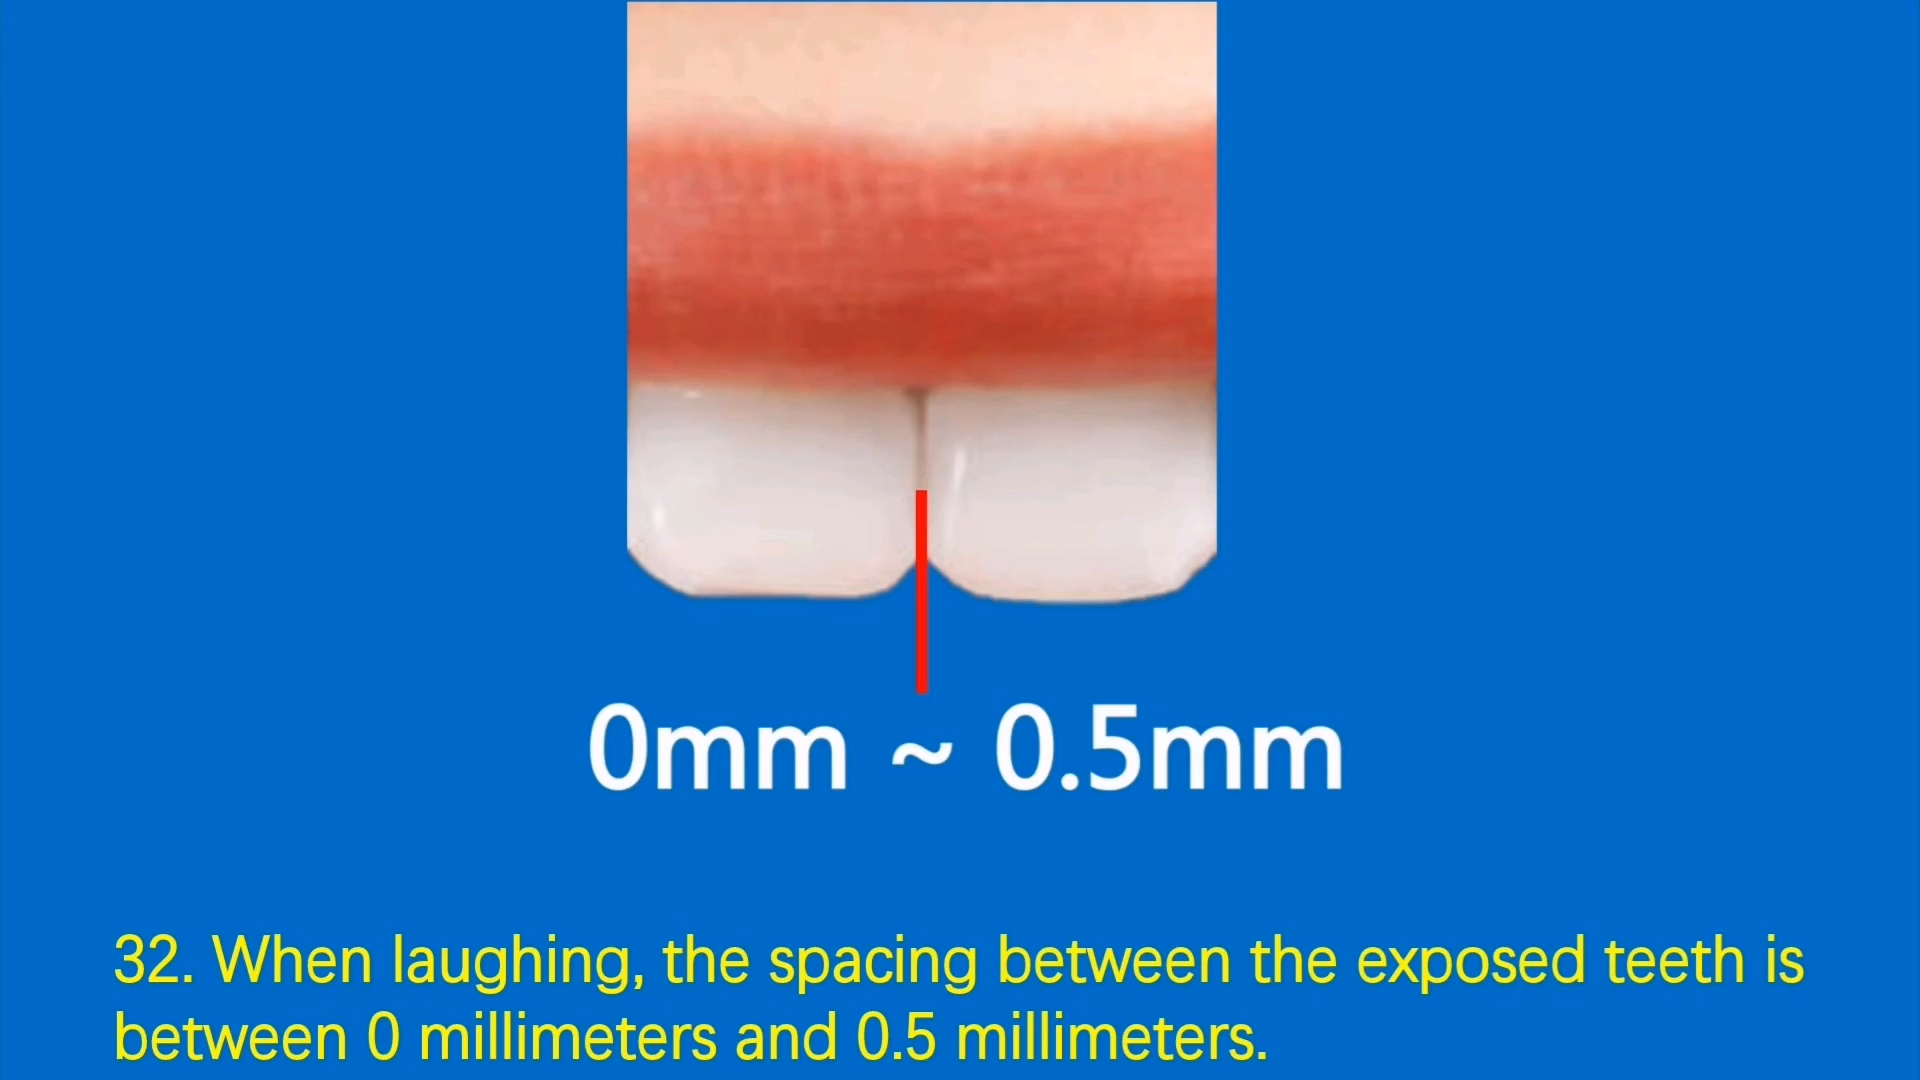 0mm ~ 0.5mm
32. When laughing, the spacing between the exposed teeth is
between 0 millimeters and 0.5 millimeters.